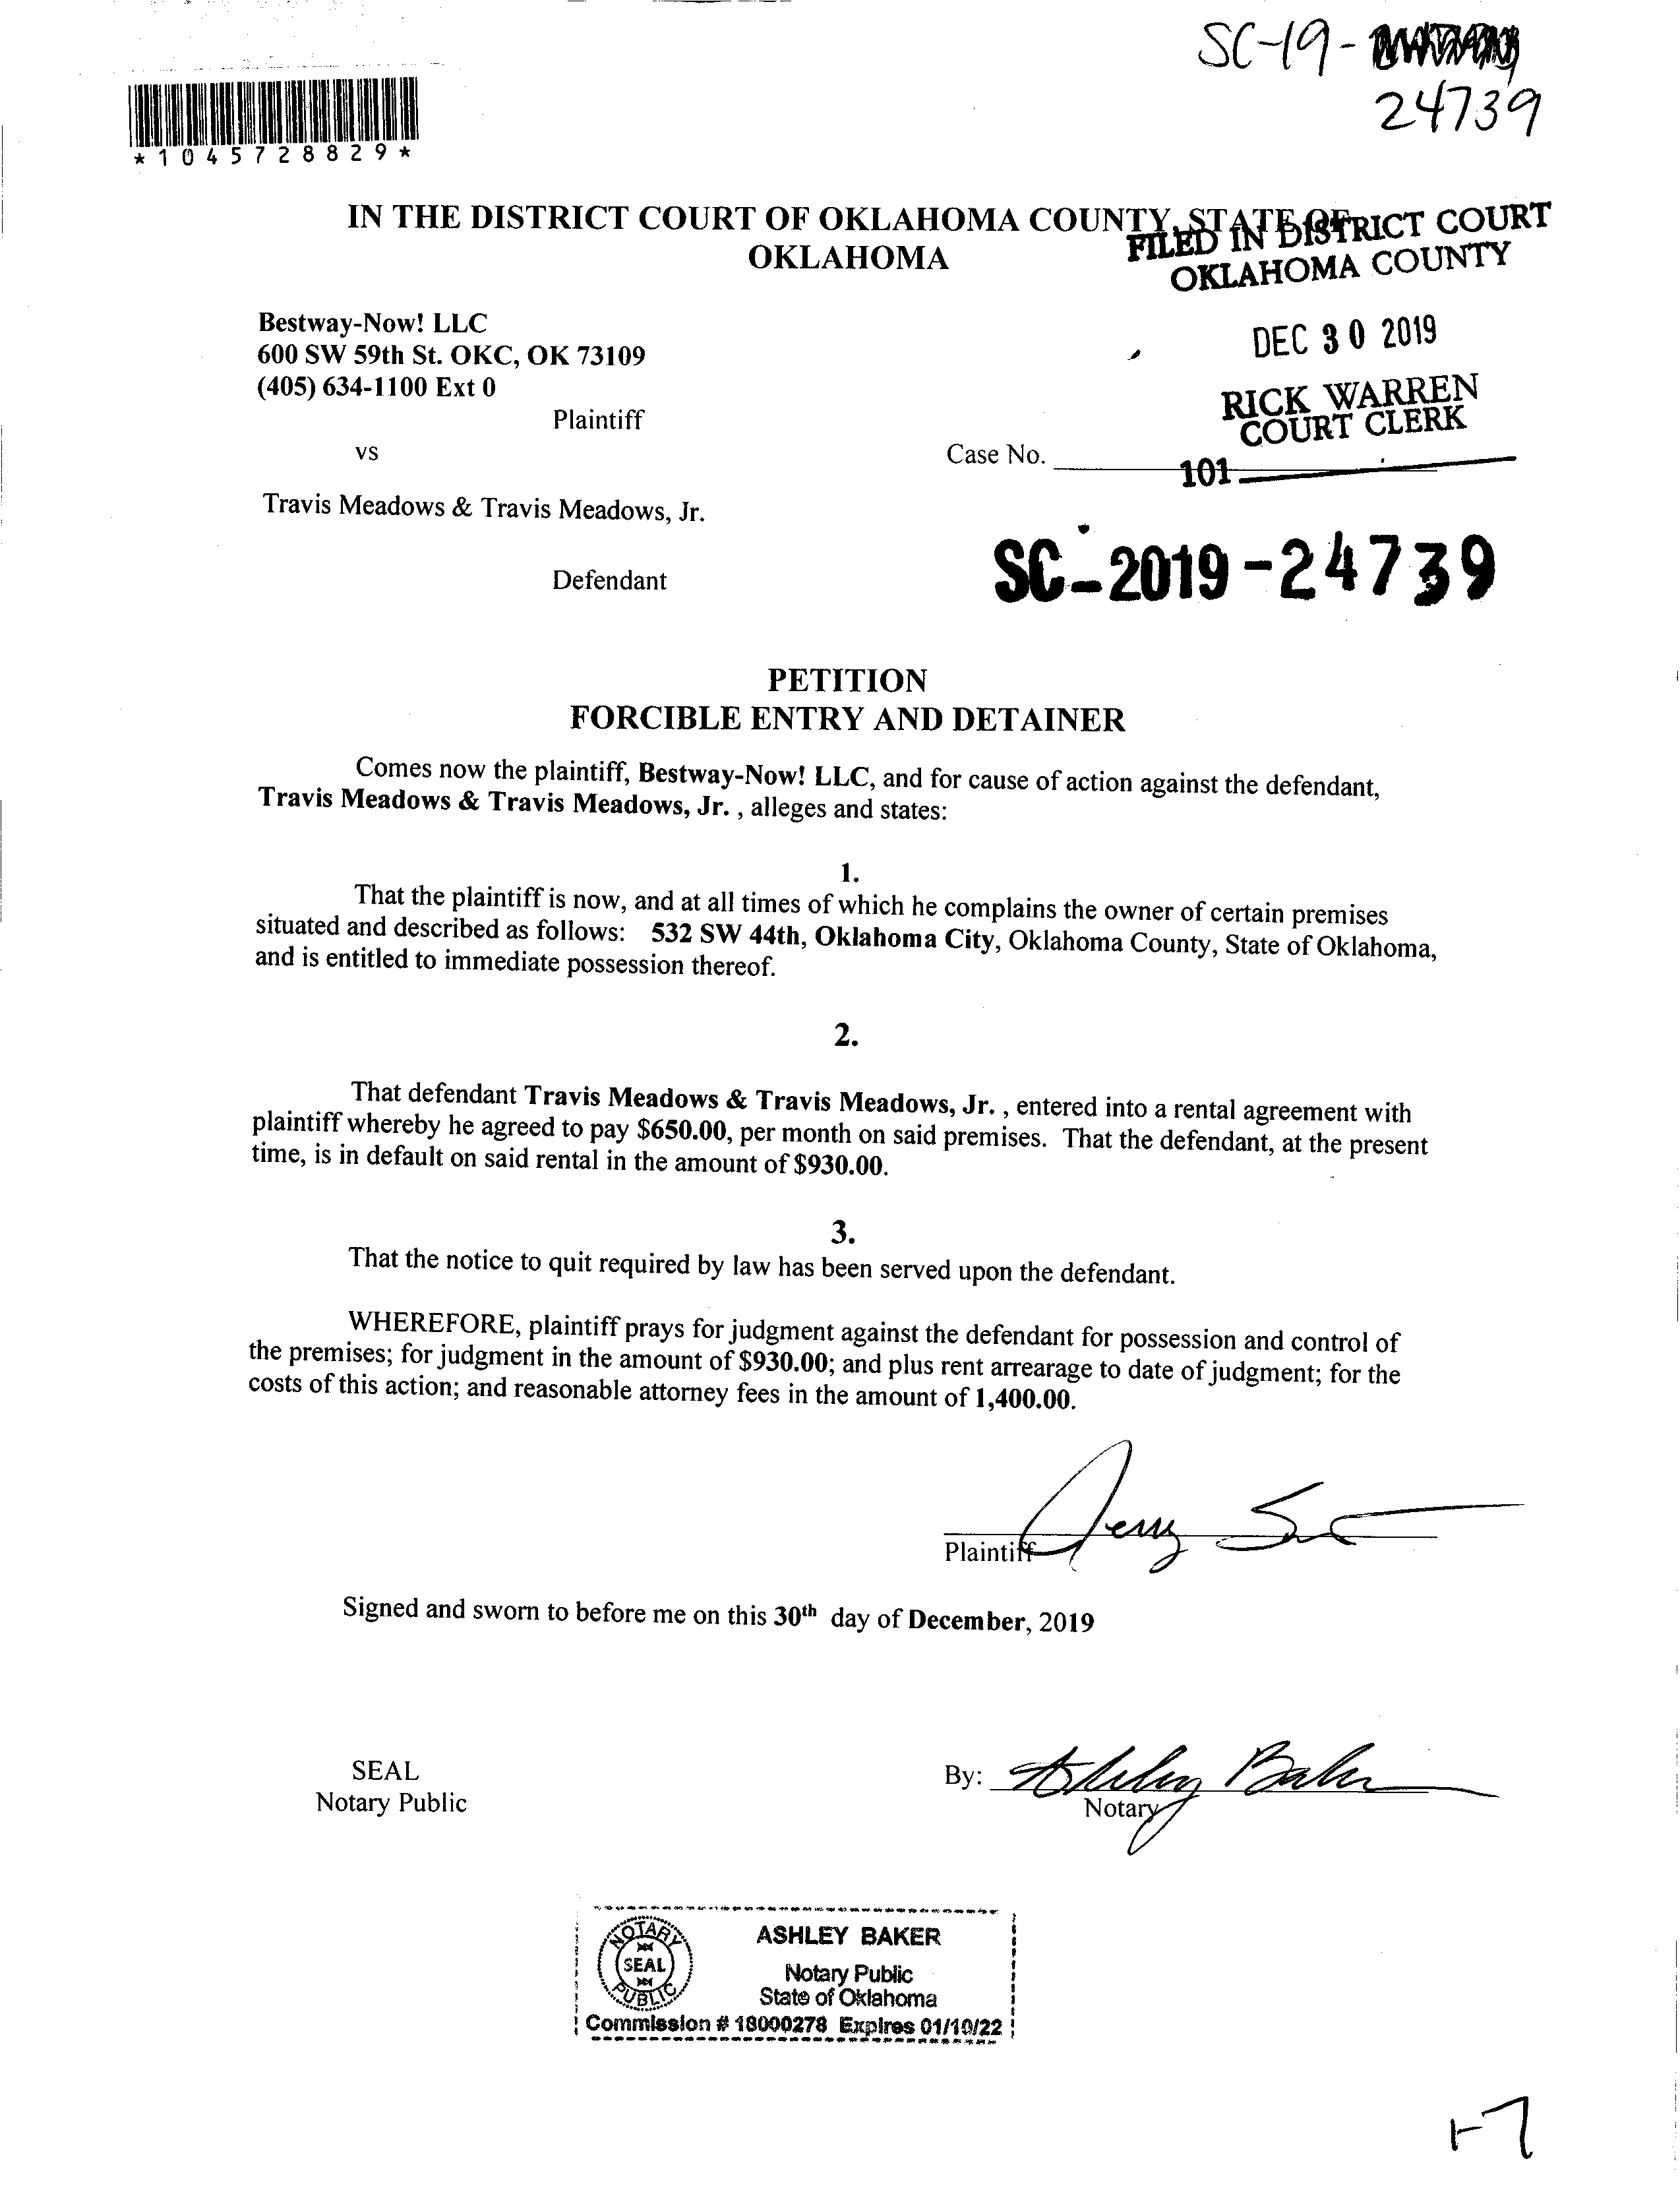 SC-19-
24739
*1045728829*
IN THE DISTRICT COURT OF OKLAHOMA COUNTY, STATE OF
OKLAHOMA
FILED IN DISTRICT COURT
OKLAHOMA COUNTY
DEC 30 2019
RICK WARREN
COURT CLERK
101
Bestway-Now! LLC
600 SW 59th St. OKC, OK 73109
(405) 634-1100 Ext 0
Plaintiff
vs
Case No.
Travis Meadows & Travis Meadows, Jr.
SC-2019-24739
Defendant
PETITION
FORCIBLE ENTRY AND DETAINER
Comes now the plaintiff, Bestway-Now! LLC, and for cause of action against the defendant,
Travis Meadows & Travis Meadows, Jr. , alleges and states:
1.
That the plaintiff is now, and at all times of which he complains the owner of certain premises
situated and described as follows: 532 SW 44th, Oklahoma City, Oklahoma County, State of Oklahoma,
and is entitled to immediate possession thereof.
2.
That defendant Travis Meadows & Travis Meadows, Jr. , entered into a rental agreement with
plaintiff whereby he agreed to pay $650.00, per month on said premises. That the defendant, at the present
time, is in default on said rental in the amount of $930.00.
3.
That the notice to quit required by law has been served upon the defendant.
WHEREFORE, plaintiff prays for judgment against the defendant for possession and control of
the premises; for judgment in the amount of $930.00; and plus rent arrearage to date of judgment; for the
costs of this action; and reasonable attorney fees in the amount of 1,400.00.
Jerry
Plaintiff
Signed and sworn to before me on this 30th day of December, 2019
SEAL
Notary Public
By: Ashley Baker
Notary
NOTARY
SEAL
PUBLIC
ASHLEY BAKER
Notary Public
State of Oklahoma
Commission # 18000278 Expires 01/10/22
1-7